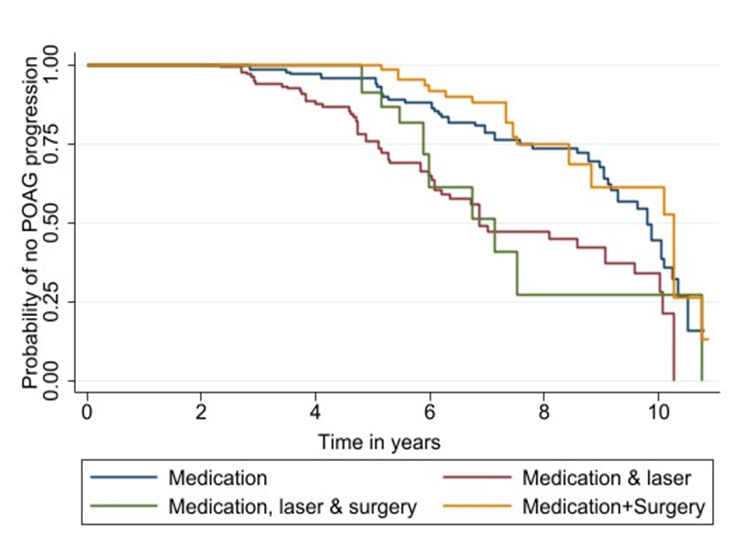 Probability of no POAG progression
1.00
0.75
0.50
0.25
0.00
0 2 4 6 8 10
Time in years
Medication Medication & laser
Medication, laser & surgery Medication+Surgery